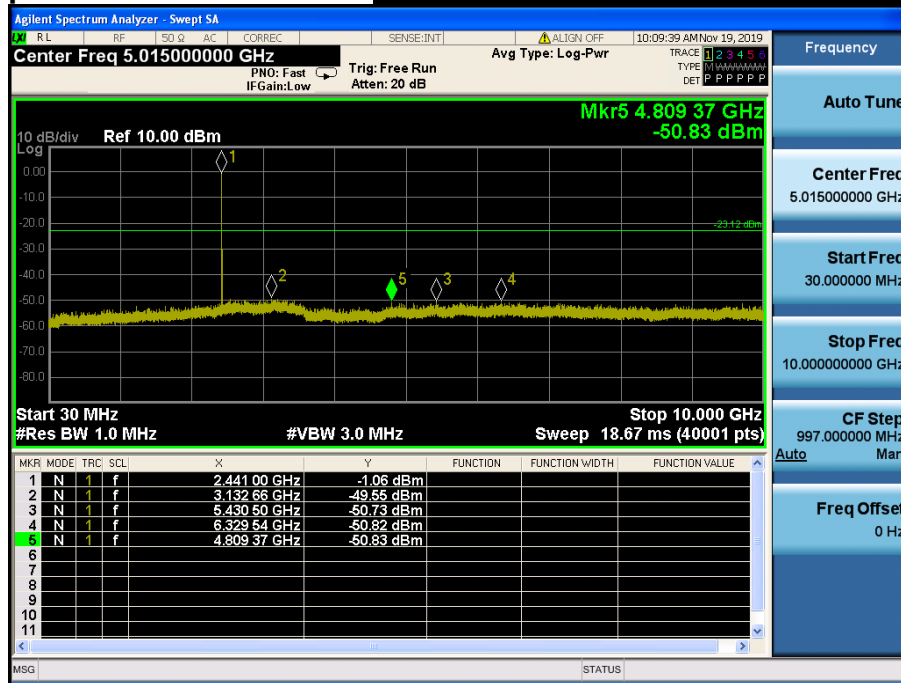 Agilent Spectrum Analyzer - Swept SA
LXI RL RF 50 Ω AC CORREC SENSE:INT ALIGN OFF 10:09:39 AM Nov 19, 2019
Center Freq 5.015000000 GHz
PNO: Fast
IFGain:Low
Trig: Free Run
Atten: 20 dB
Avg Type: Log-Pwr
TRACE 1 2 3 4 5 6
TYPE M WWWWW
DET P P P P P P
Mkr5 4.809 37 GHz
-50.83 dBm
10 dB/div Ref 10.00 dBm
Log
1
0.00
-10.0
-20.0
-23.12 dBm
-30.0
-40.0
2
5
3
4
-50.0
-60.0
-70.0
-80.0
Start 30 MHz Stop 10.000 GHz
#Res BW 1.0 MHz #VBW 3.0 MHz Sweep 18.67 ms (40001 pts)
MKR MODE TRC SCL X Y FUNCTION FUNCTION WIDTH FUNCTION VALUE
1 N 1 f 2.441 00 GHz -1.06 dBm
2 N 1 f 3.132 66 GHz -49.55 dBm
3 N 1 f 5.430 50 GHz -50.73 dBm
4 N 1 f 6.329 54 GHz -50.82 dBm
5 N 1 f 4.809 37 GHz -50.83 dBm
6
7
8
9
10
11
MSG STATUS
Frequency
Auto Tune
Center Freq
5.015000000 GHz
Start Freq
30.000000 MHz
Stop Freq
10.000000000 GHz
CF Step
997.000000 MHz
Auto Man
Freq Offset
0 Hz